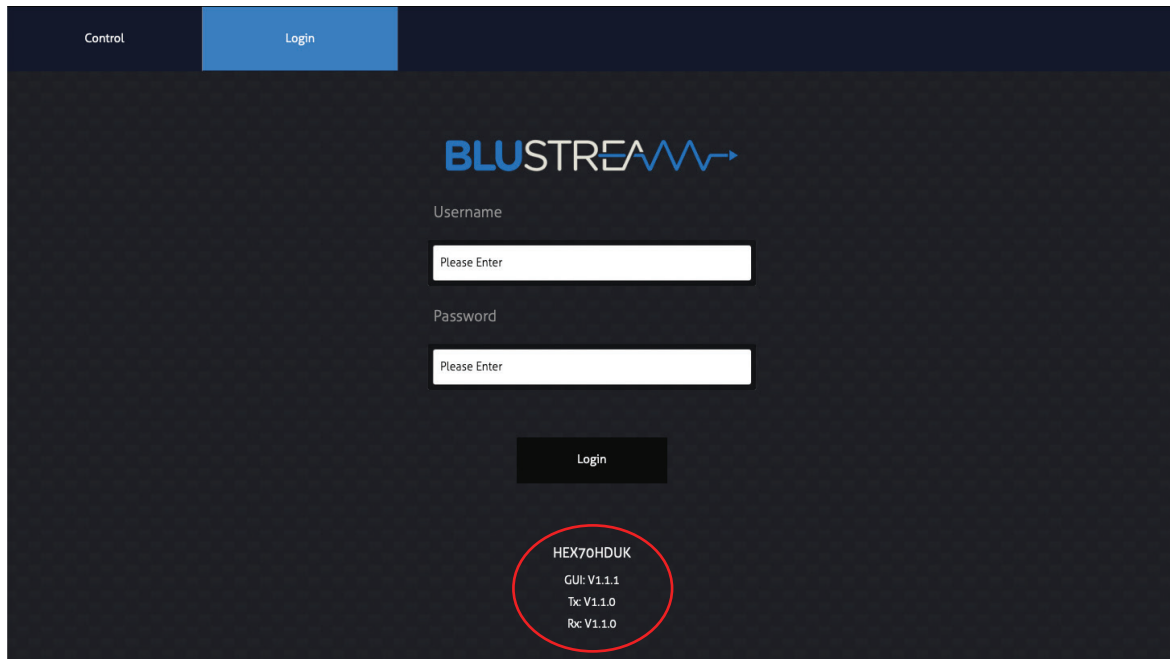 Control Login
BLUSTREAM
Username
Please Enter
Password
Please Enter
Login
HEX70HDUK
GUI: V1.1.1
Tx: V1.1.0
Rx: V1.1.0